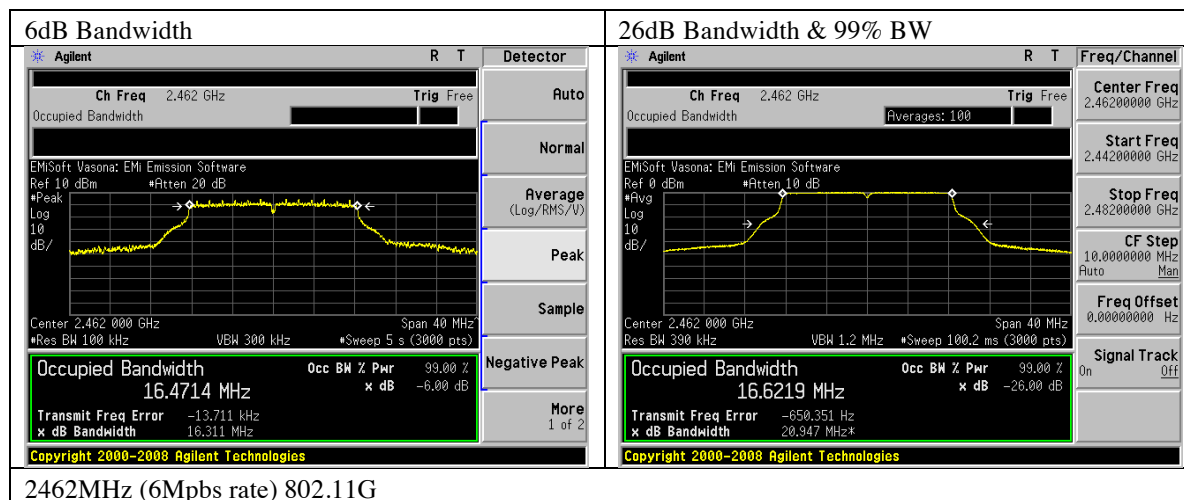 6dB Bandwidth
Agilent R T Detector
Ch Freq 2.462 GHz Trig Free
Occupied Bandwidth
EMiSoft Vasona: EMi Emission Software
Ref 10 dBm #Atten 20 dB
#Peak
Log
10
dB/
Center 2.462 000 GHz Span 40 MHz^
#Res BW 100 kHz VBW 300 kHz #Sweep 5 s (3000 pts)
Occupied Bandwidth Occ BW % Pwr 99.00 %
16.4714 MHz x dB -6.00 dB
Transmit Freq Error -13.711 kHz
x dB Bandwidth 16.311 MHz
Copyright 2000-2008 Agilent Technologies
Auto
Normal
Average
(Log/RMS/V)
Peak
Sample
Negative Peak
More
1 of 2
26dB Bandwidth & 99% BW
Agilent R T Freq/Channel
Ch Freq 2.462 GHz Trig Free
Occupied Bandwidth Averages: 100
EMiSoft Vasona: EMi Emission Software
Ref 0 dBm #Atten 10 dB
#Avg
Log
10
dB/
Center 2.462 000 GHz Span 40 MHz
#Res BW 390 kHz VBW 1.2 MHz #Sweep 100.2 ms (3000 pts)
Occupied Bandwidth Occ BW % Pwr 99.00 %
16.6219 MHz x dB -26.00 dB
Transmit Freq Error -650.351 Hz
x dB Bandwidth 20.947 MHz*
Copyright 2000-2008 Agilent Technologies
Center Freq
2.46200000 GHz
Start Freq
2.44200000 GHz
Stop Freq
2.48200000 GHz
CF Step
10.0000000 MHz
Auto Man
Freq Offset
0.00000000 Hz
Signal Track
On Off
2462MHz (6Mpbs rate) 802.11G